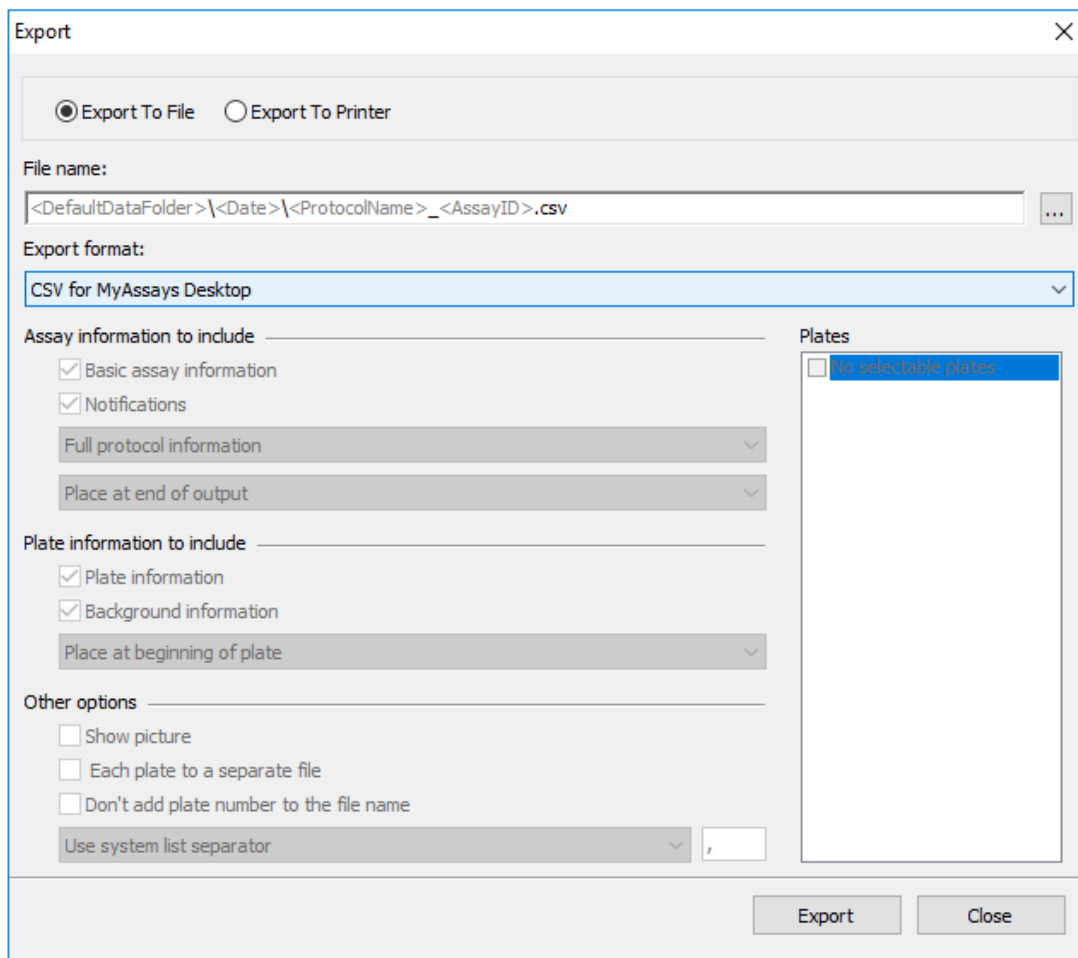 Export
Export To File Export To Printer
File name:
<DefaultDataFolder>\<Date>\<ProtocolName>_<AssayID>.csv ...
Export format:
CSV for MyAssays Desktop
Assay information to include
Basic assay information
Notifications
Full protocol information
Place at end of output
Plate information to include
Plate information
Background information
Place at beginning of plate
Other options
Show picture
Each plate to a separate file
Don't add plate number to the file name
Use system list separator ,
Plates
No selectable plates
Export Close